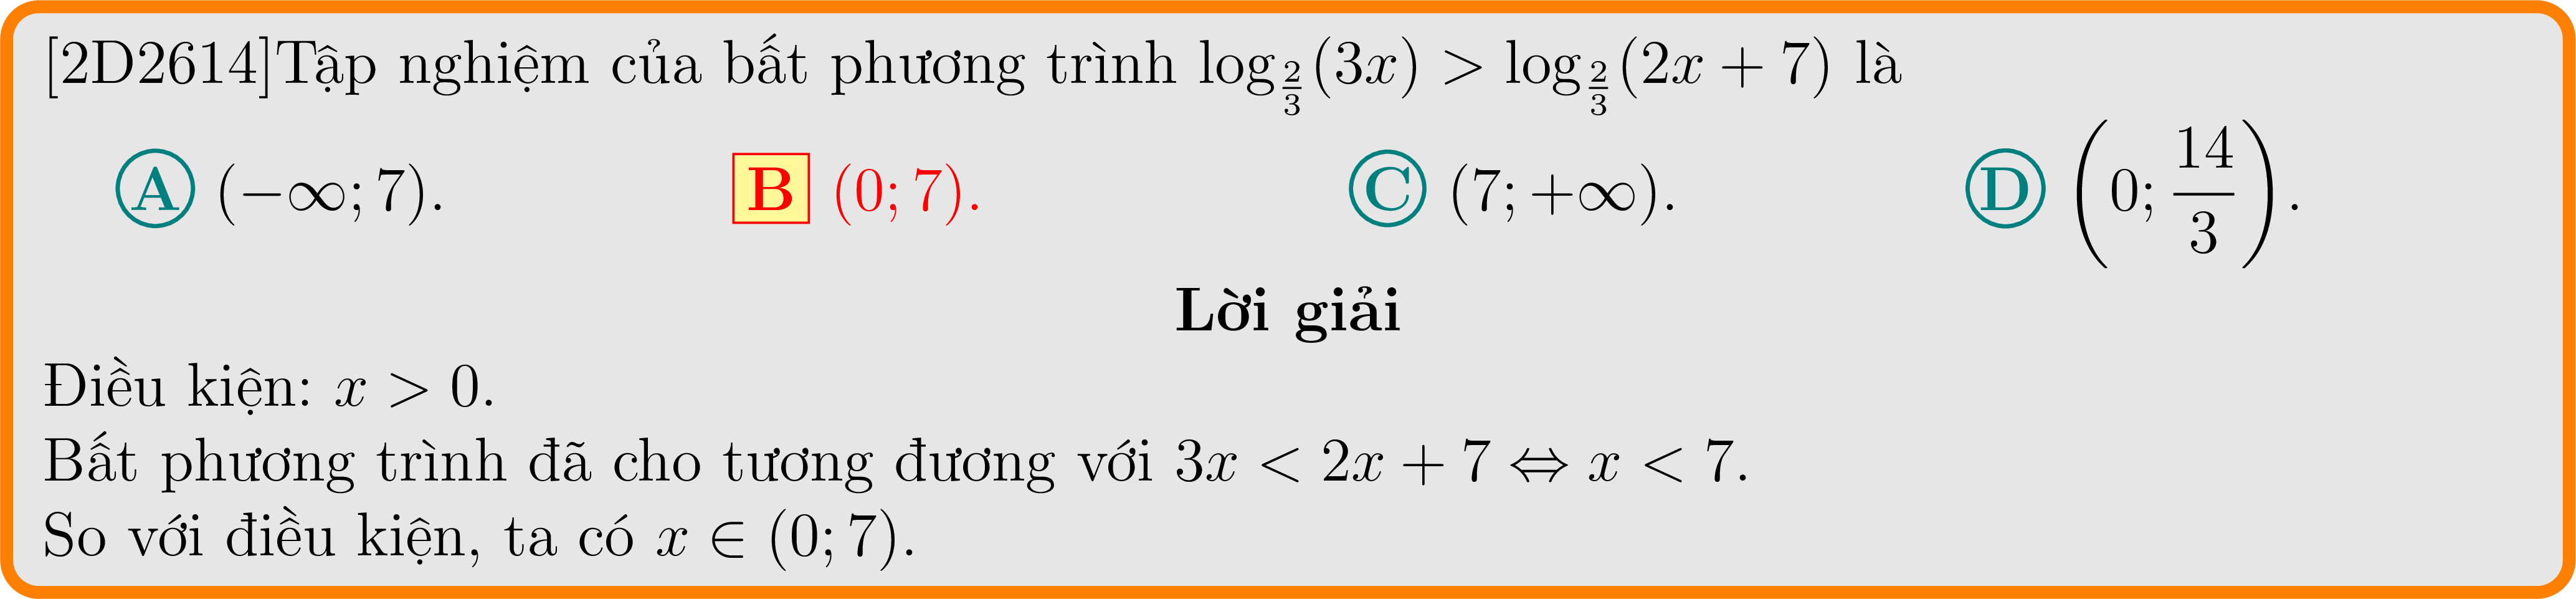 [2D2614]Tập nghiệm của bất phương trình $\log_{\frac{2}{3}}(3x) > \log_{\frac{2}{3}}(2x + 7)$ là
A $(-\infty; 7)$. B $(0; 7)$. C $(7; +\infty)$. D $\left(0; \dfrac{14}{3}\right)$.
Lời giải
Điều kiện: $x > 0$.
Bất phương trình đã cho tương đương với $3x < 2x + 7 \Leftrightarrow x < 7$.
So với điều kiện, ta có $x \in (0; 7)$.